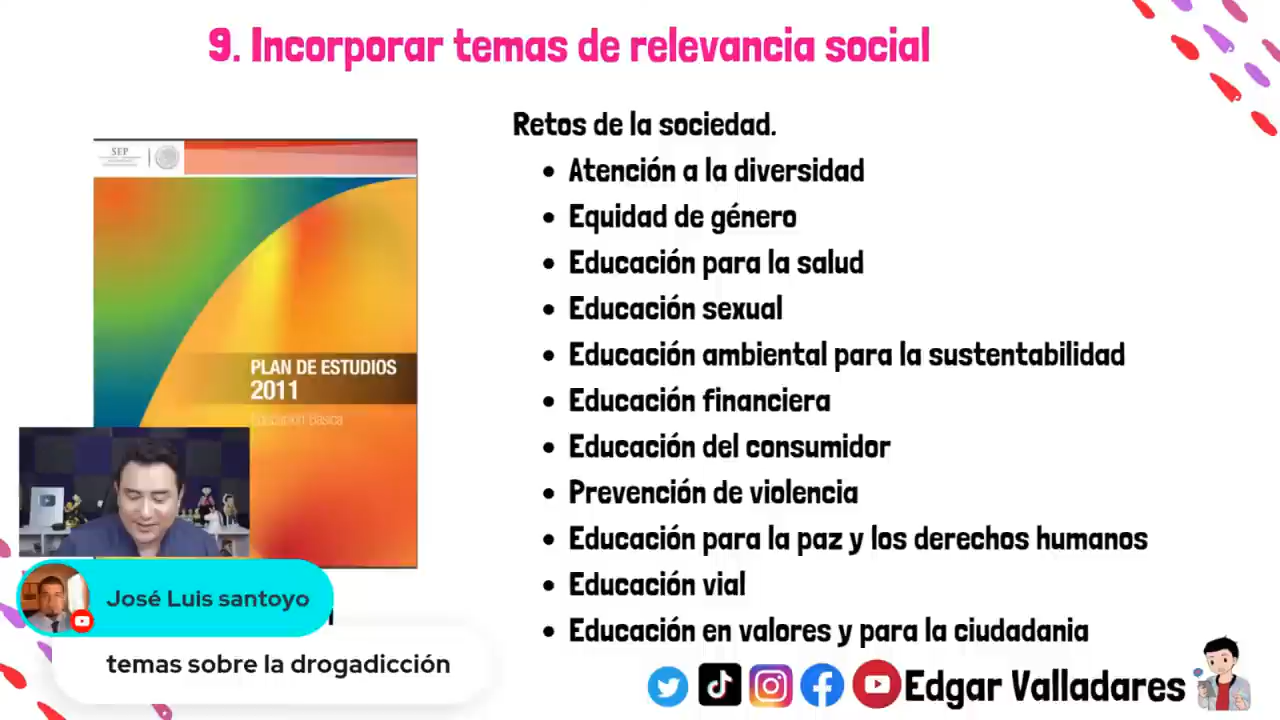 9. Incorporar temas de relevancia social
Retos de la sociedad.
• Atención a la diversidad
• Equidad de género
• Educación para la salud
• Educación sexual
• Educación ambiental para la sustentabilidad
• Educación financiera
• Educación del consumidor
• Prevención de violencia
• Educación para la paz y los derechos humanos
• Educación vial
• Educación en valores y para la ciudadania
SEP
PLAN DE ESTUDIOS
2011
Educación Básica
José Luis santoyo
temas sobre la drogadicción
Edgar Valladares